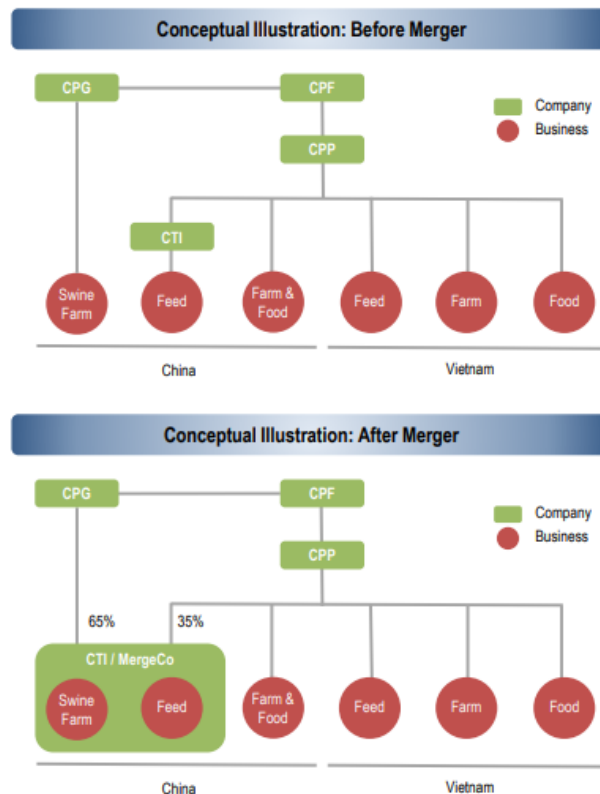 Conceptual Illustration: Before Merger
CPG
CPF
Company
Business
CPP
CTI
Swine
Farm
Feed
Farm &
Food
Feed
Farm
Food
China
Vietnam
Conceptual Illustration: After Merger
CPG
CPF
Company
Business
CPP
65%
35%
CTI / MergeCo
Swine
Farm
Feed
Farm &
Food
Feed
Farm
Food
China
Vietnam